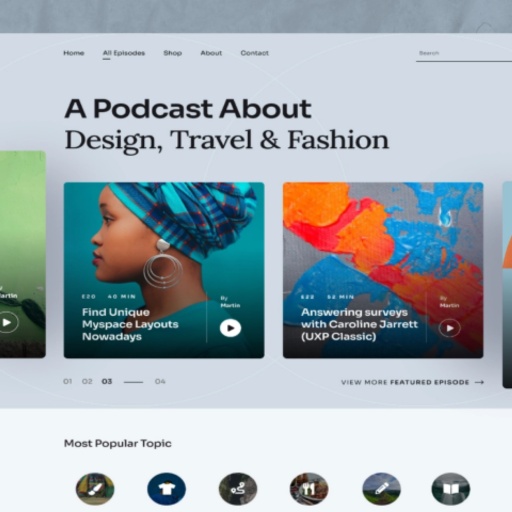 Home All Episodes Shop About Contact Search
A Podcast About
Design, Travel & Fashion
By
Martin
E20 40 MIN
Find Unique
Myspace Layouts
Nowadays
By
Martin
E22 32 MIN
Answering surveys
with Caroline Jarrett
(UXP Classic)
By
Martin
01 02 03 04
VIEW MORE FEATURED EPISODE
Most Popular Topic